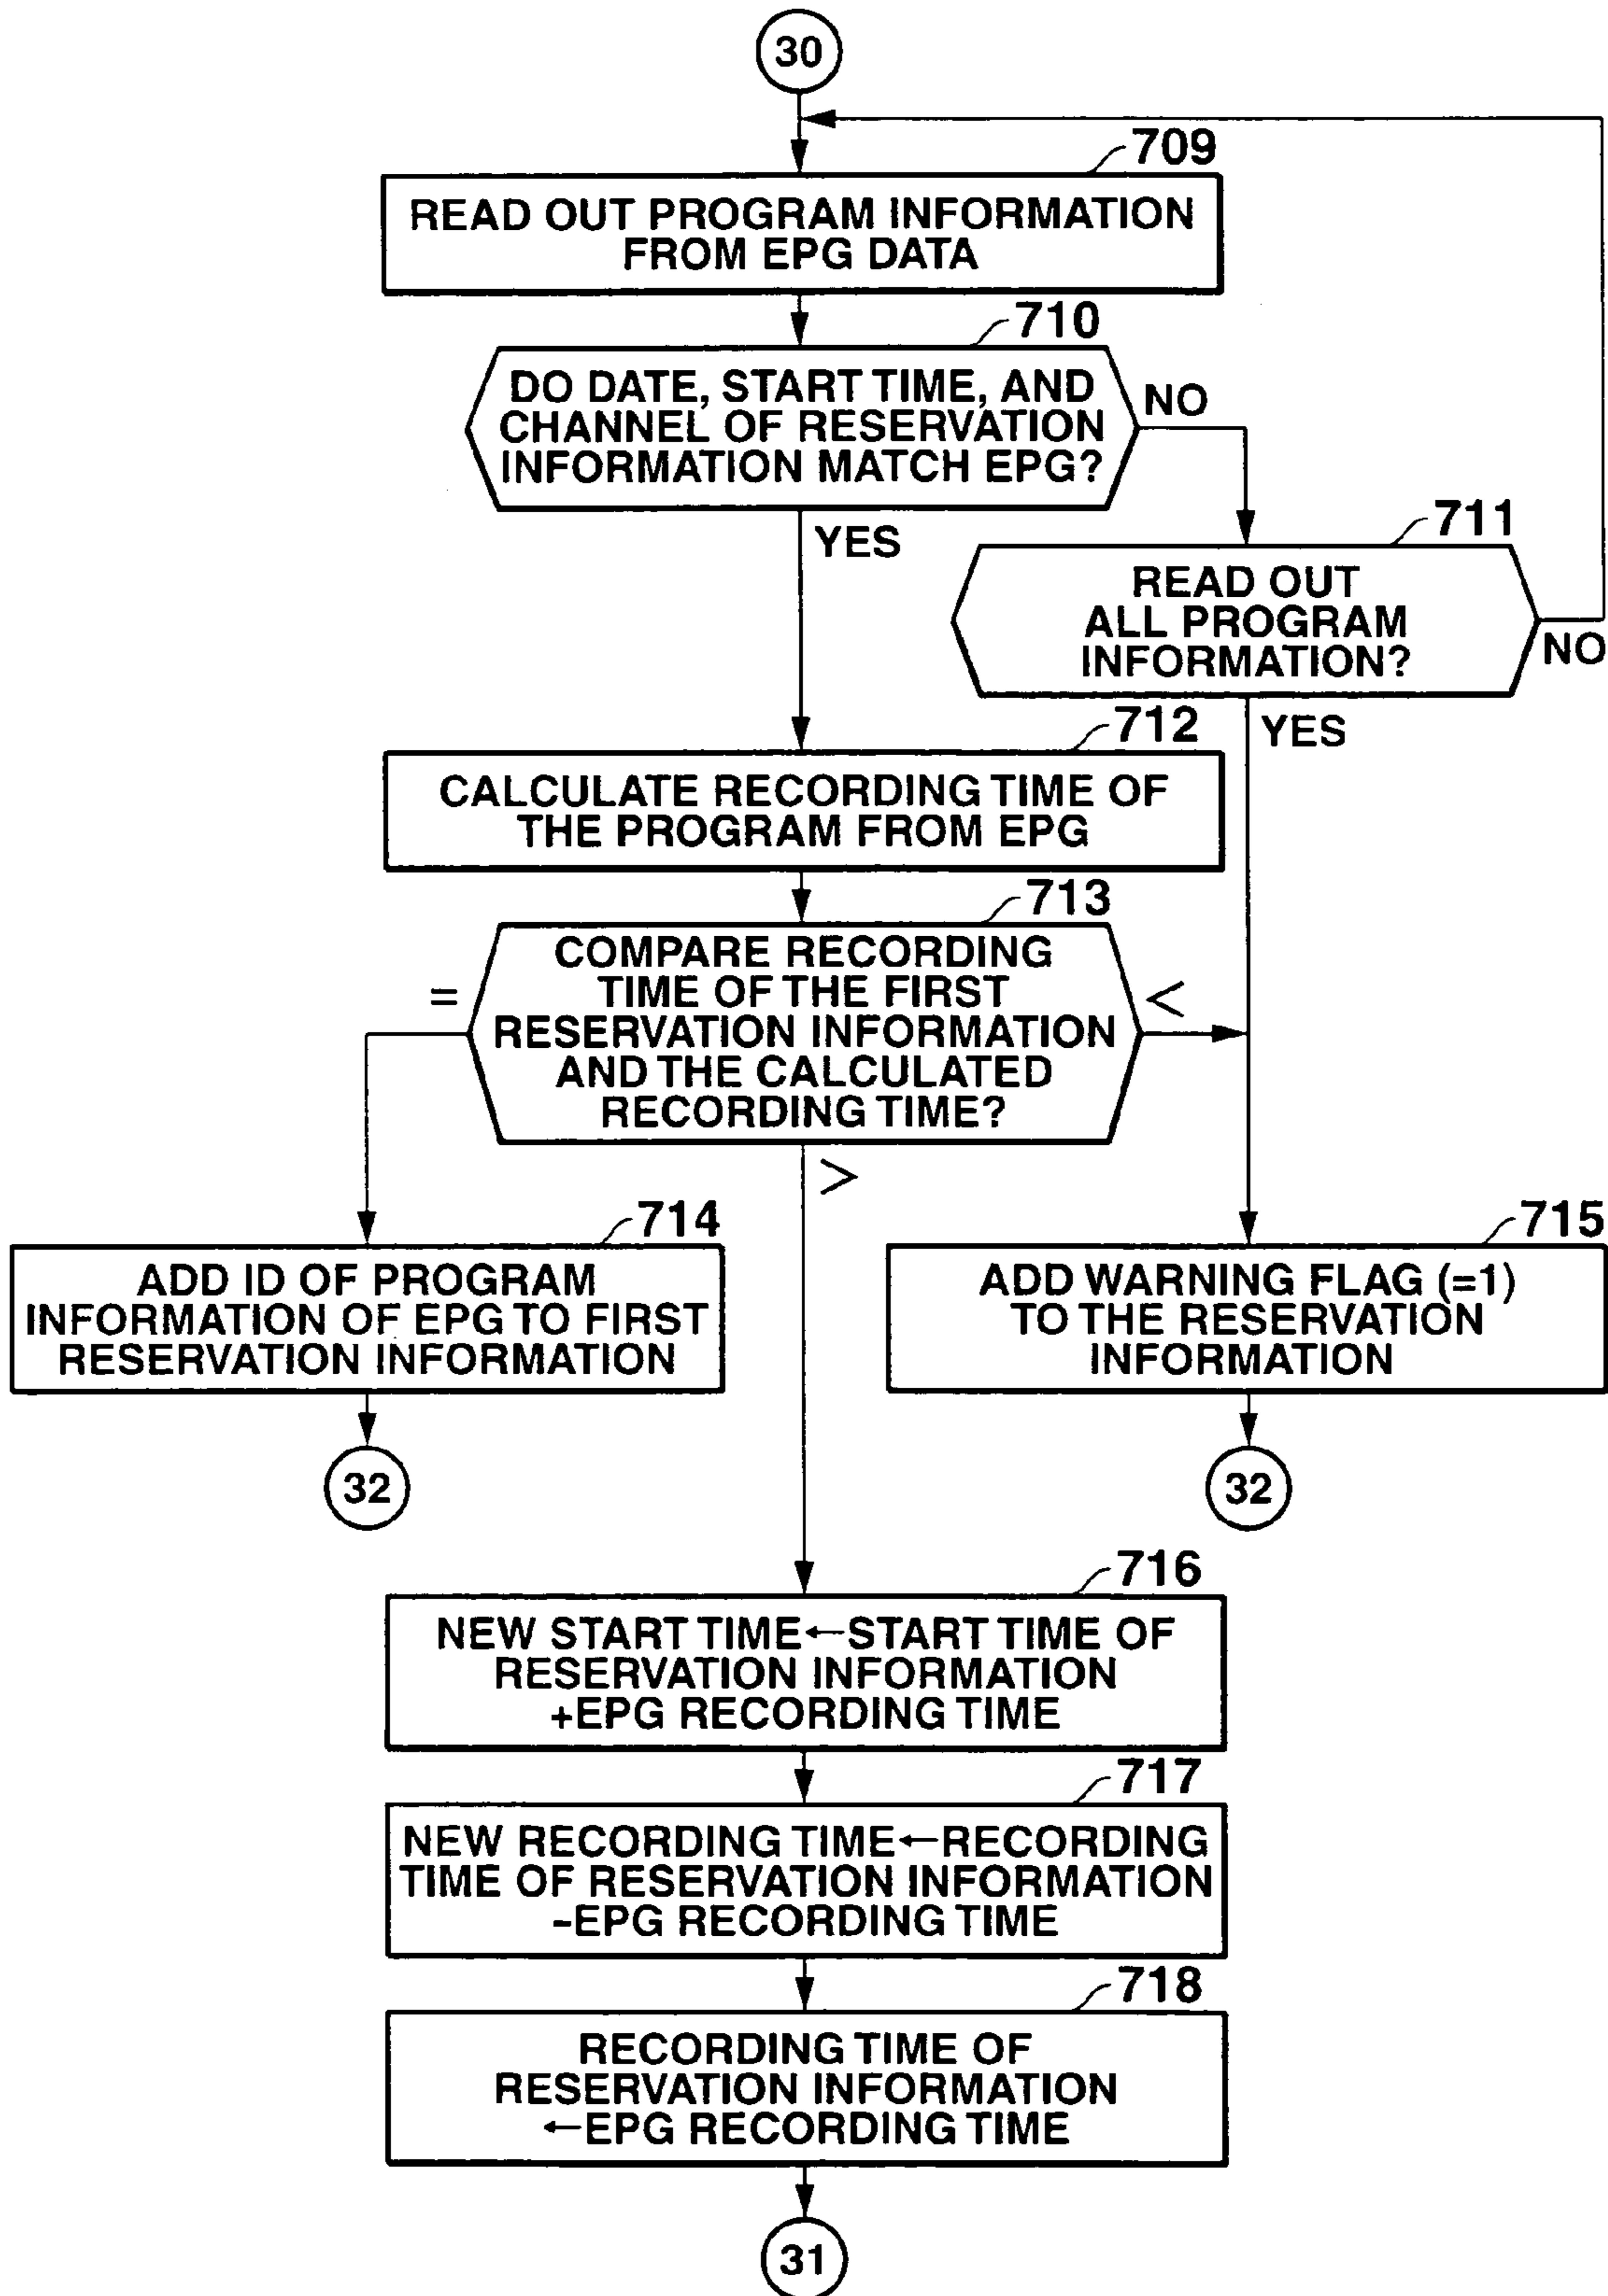 30
709
READ OUT PROGRAM INFORMATION
FROM EPG DATA
710
DO DATE, START TIME, AND
CHANNEL OF RESERVATION
INFORMATION MATCH EPG?
NO
YES
711
READ OUT
ALL PROGRAM
INFORMATION?
NO
YES
712
CALCULATE RECORDING TIME OF
THE PROGRAM FROM EPG
713
COMPARE RECORDING
TIME OF THE FIRST
RESERVATION INFORMATION
AND THE CALCULATED
RECORDING TIME?
=
<
>
714
ADD ID OF PROGRAM
INFORMATION OF EPG TO FIRST
RESERVATION INFORMATION
32
715
ADD WARNING FLAG (=1)
TO THE RESERVATION
INFORMATION
32
716
NEW START TIME←START TIME OF
RESERVATION INFORMATION
+EPG RECORDING TIME
717
NEW RECORDING TIME←RECORDING
TIME OF RESERVATION INFORMATION
-EPG RECORDING TIME
718
RECORDING TIME OF
RESERVATION INFORMATION
←EPG RECORDING TIME
31